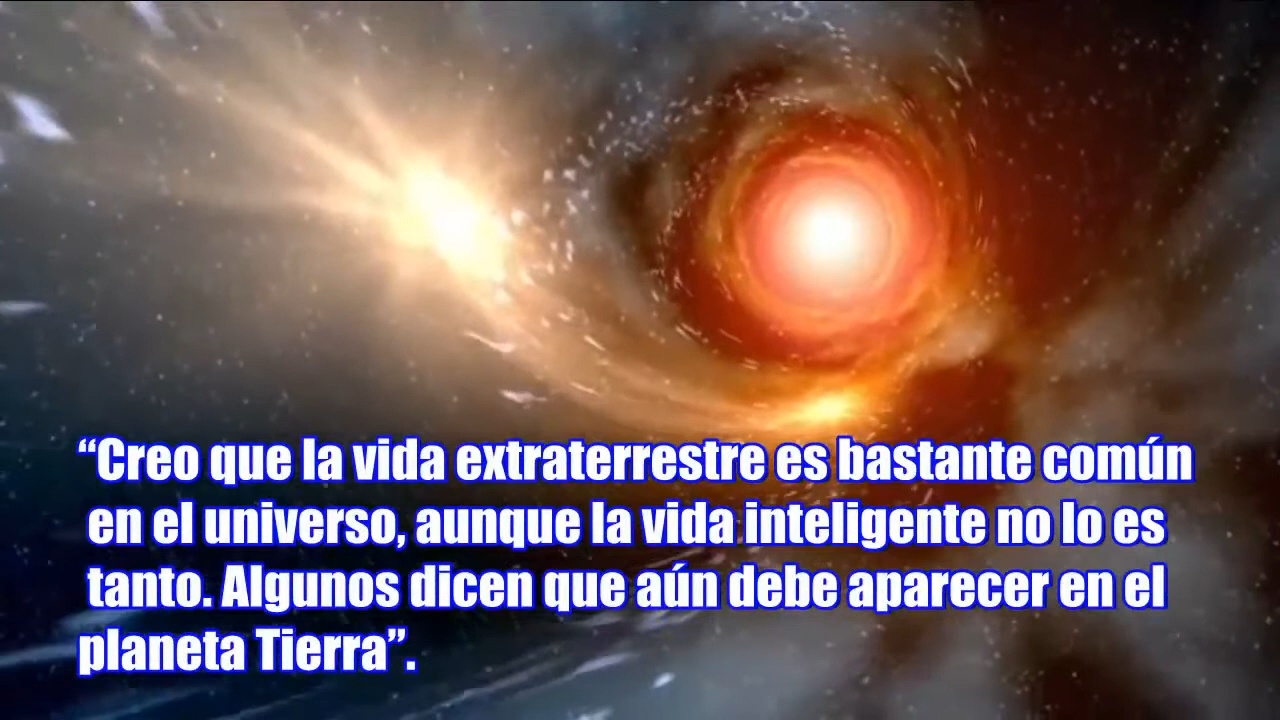 “Creo que la vida extraterrestre es bastante común
en el universo, aunque la vida inteligente no lo es
tanto. Algunos dicen que aún debe aparecer en el
planeta Tierra”.